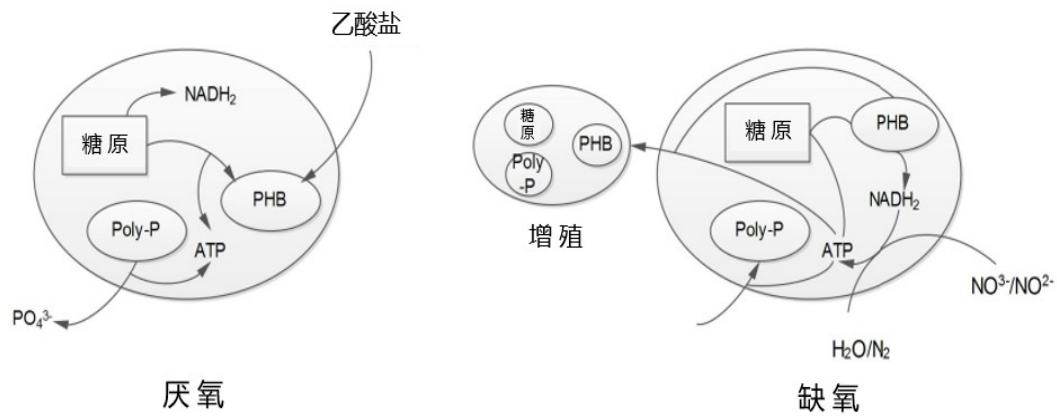 乙酸盐
NADH₂
糖原
PHB
Poly-P
ATP
PO₄³⁻
厌氧
糖
原
PHB
Poly
-P
增殖
糖原
PHB
NADH₂
Poly-P
ATP
NO³⁻/NO²⁻
H₂O/N₂
缺氧